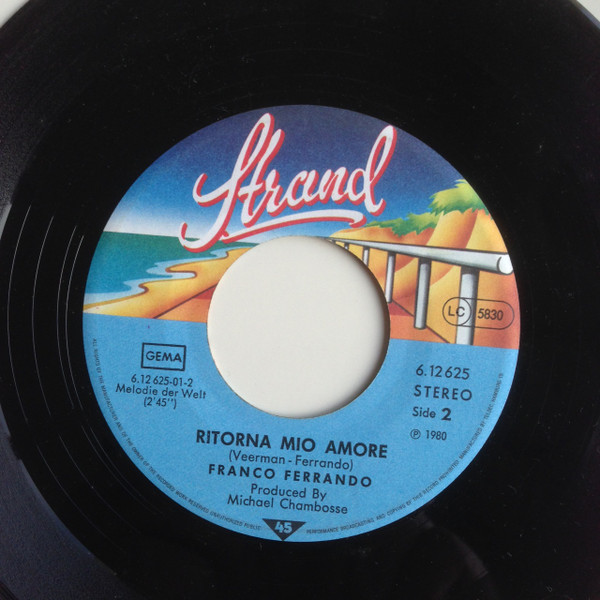 Strand
LC 5830
GEMA
6.12 625-01-2
Melodie der Welt
(2'45'')
6.12 625
STEREO
Side 2
℗ 1980
RITORNA MIO AMORE
(Veerman - Ferrando)
FRANCO FERRANDO
Produced By
Michael Chambosse
45